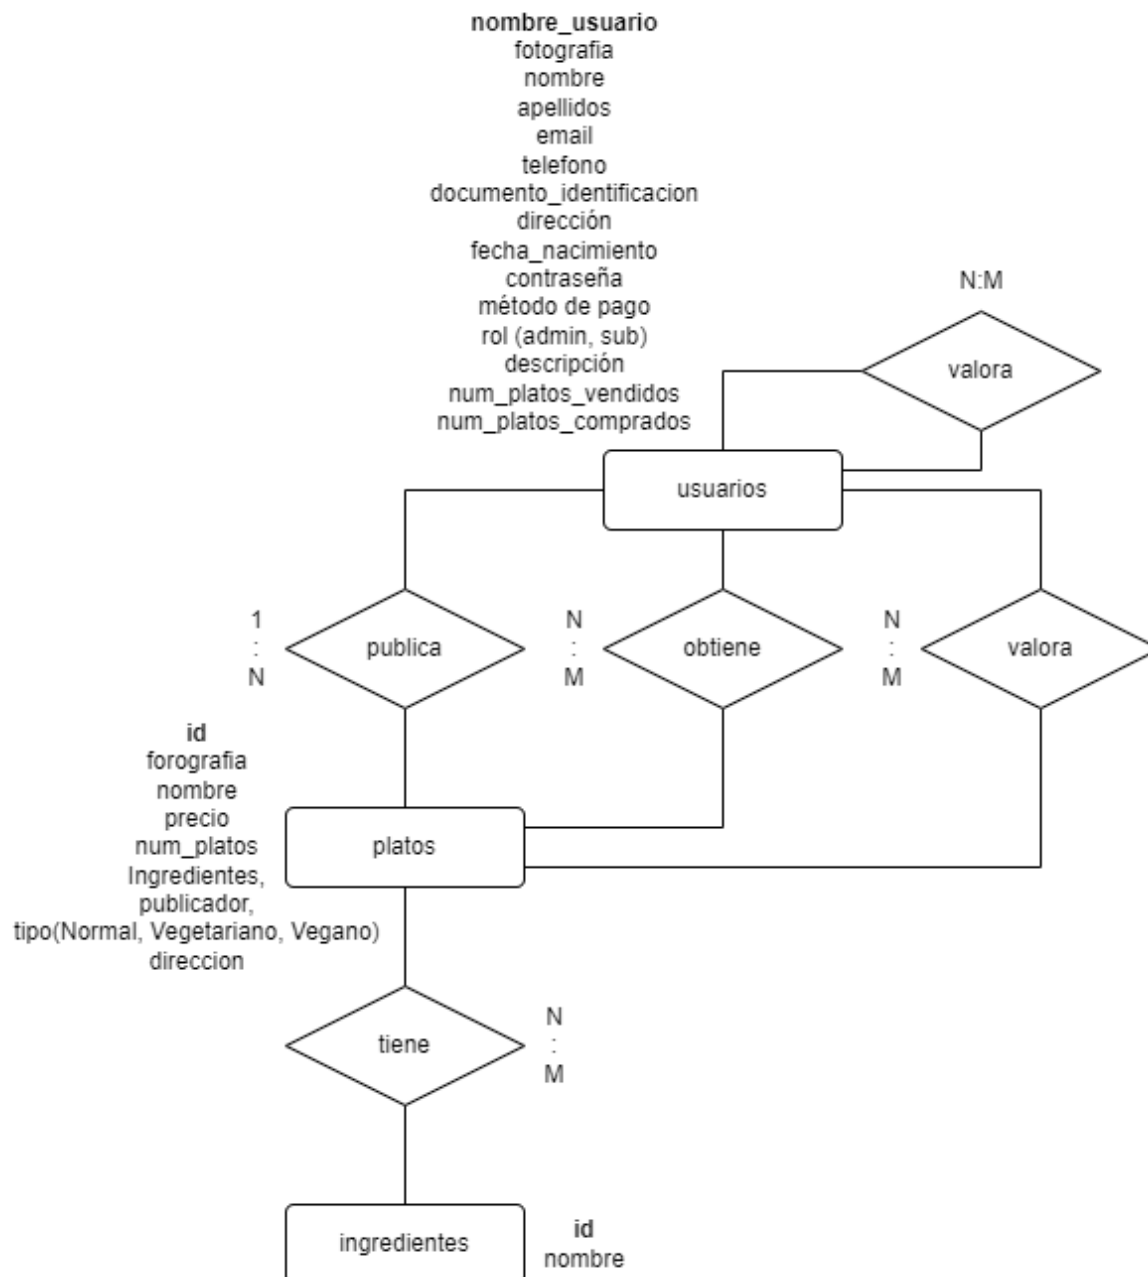 nombre_usuario
fotografia
nombre
apellidos
email
telefono
documento_identificacion
dirección
fecha_nacimiento
contraseña
método de pago
rol (admin, sub)
descripción
num_platos_vendidos
num_platos_comprados
N:M
valora
usuarios
1
:
N
publica
N
:
M
obtiene
N
:
M
valora
id
forografia
nombre
precio
num_platos
Ingredientes,
publicador,
tipo(Normal, Vegetariano, Vegano)
direccion
platos
tiene
N
:
M
ingredientes
id
nombre